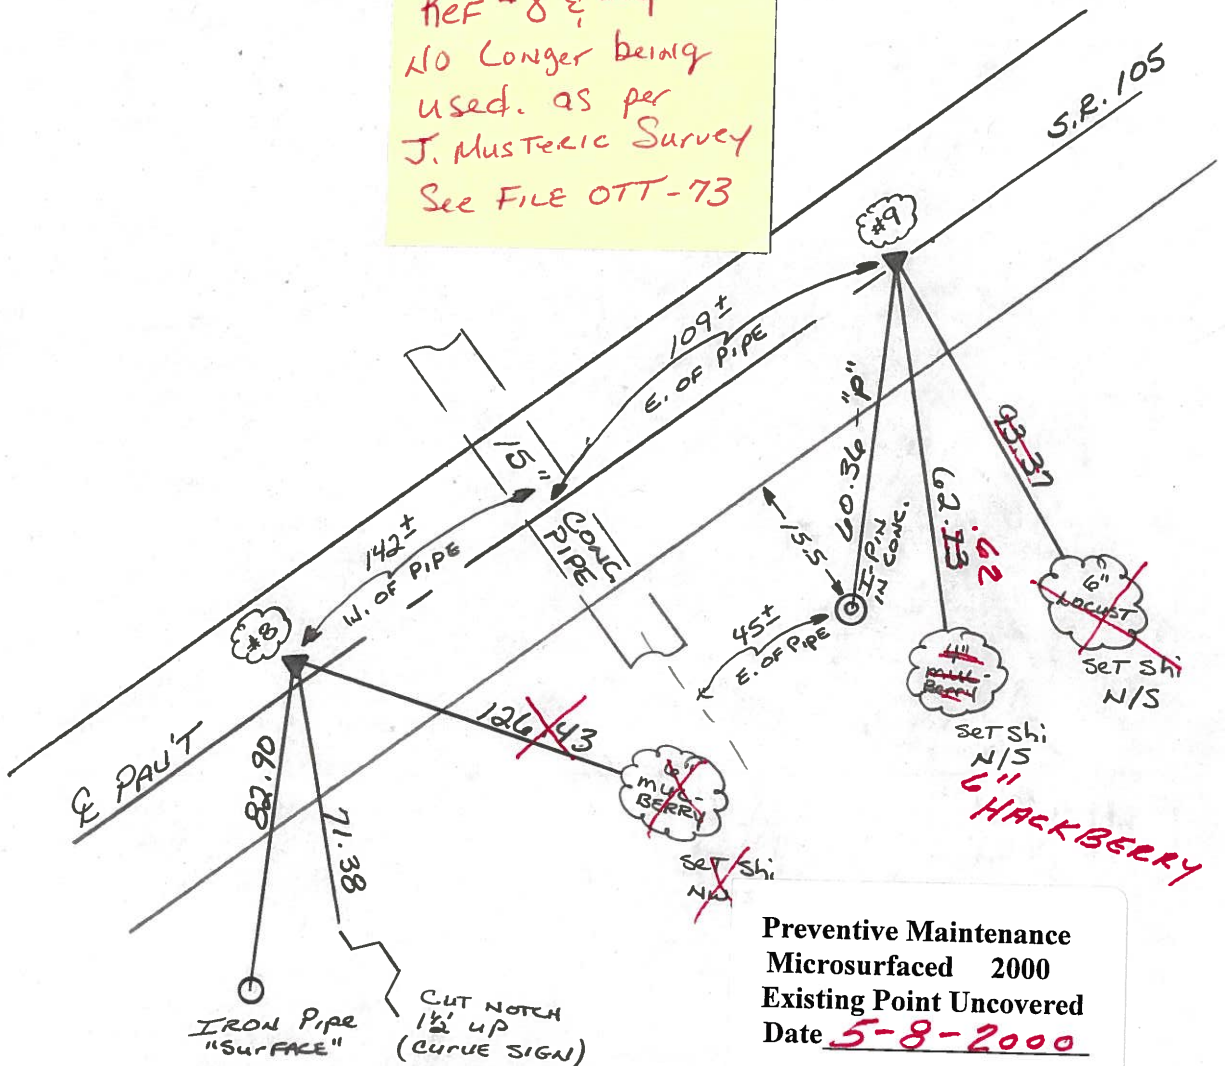 Ref #8 &
No Longer being
used. as per
J. Musteric Survey
See File OTT-73
S.R. 105
#9
109±
E. OF PIPE
15"
CONC.
PIPE
142±
W. OF PIPE
#8
℄ PAV'T
60.36 - "P"
I-PIN
IN CONC.
15.5
45±
E. OF PIPE
62.73
.62
93.37
6"
LOCUST
SET Shi
N/S
4"
MUL-
Berry
SET Shi
N/S
6"
HACKBERRY
126.43
6"
MUL-
BERRY
SET Shi
NW
82.90
71.38
IRON PIPE
"SURFACE"
CUT NOTCH
1½' UP
(CURVE SIGN)
Preventive Maintenance
Microsurfaced 2000
Existing Point Uncovered
Date 5-8-2000